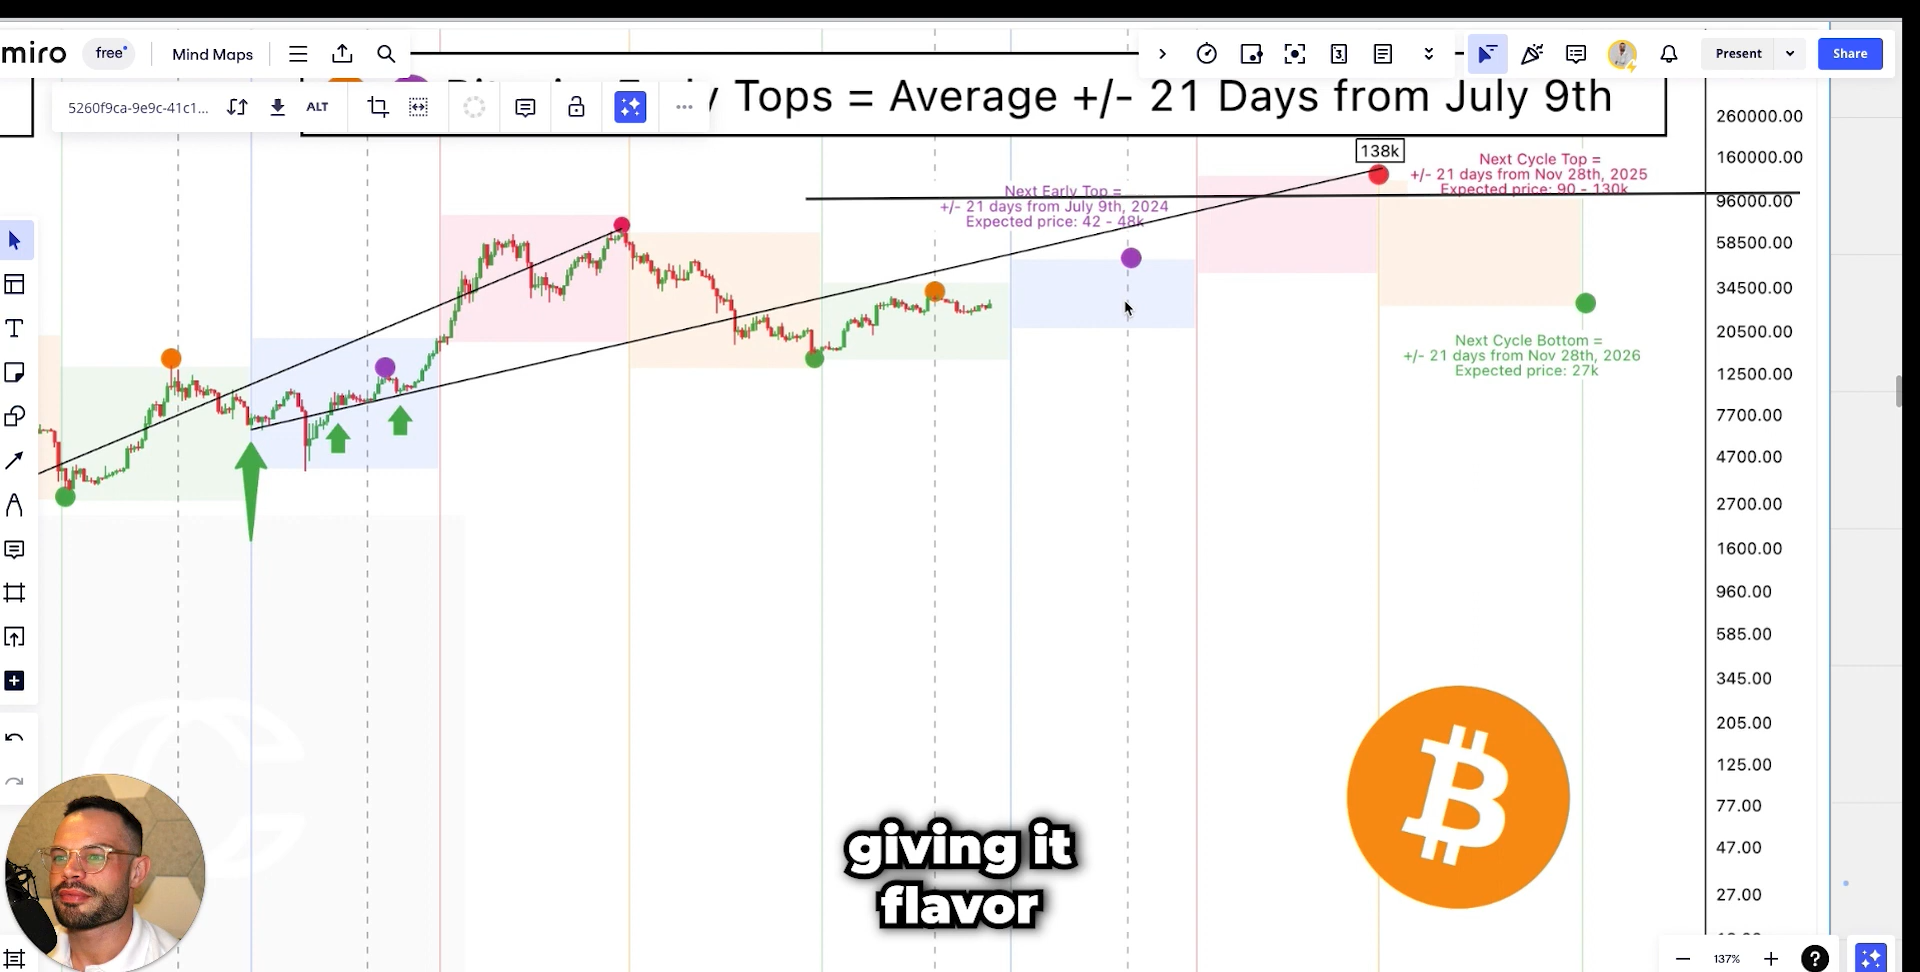 miro
free
Mind Maps
Present
Share
5260f9ca-9e9c-41c1...
ALT
Tops = Average +/- 21 Days from July 9th
138k
Next Cycle Top =
+/- 21 days from Nov 28th, 2025
Expected price: 90 - 130k
Next Early Top =
+/- 21 days from July 9th, 2024
Expected price: 42 - 48k
Next Cycle Bottom =
+/- 21 days from Nov 28th, 2026
Expected price: 27k
260000.00
160000.00
96000.00
58500.00
34500.00
20500.00
12500.00
7700.00
4700.00
2700.00
1600.00
960.00
585.00
345.00
205.00
125.00
77.00
47.00
27.00
giving it
flavor
137%